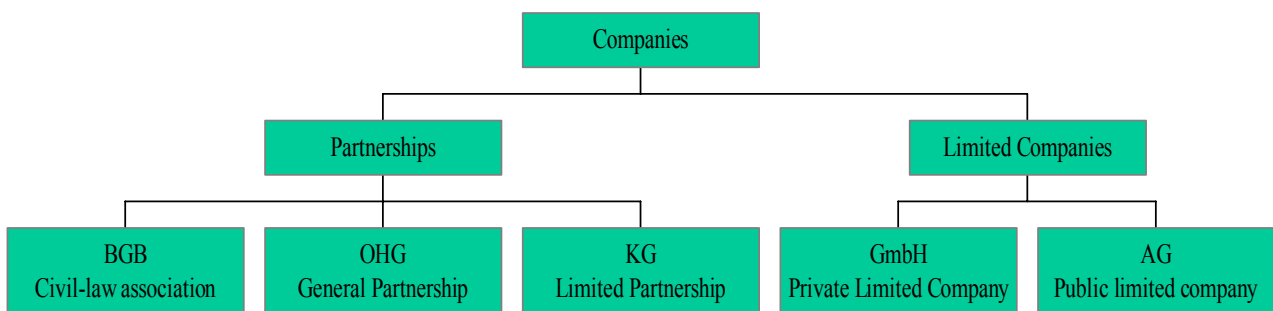 Companies
Partnerships
Limited Companies
BGB
Civil-law association
OHG
General Partnership
KG
Limited Partnership
GmbH
Private Limited Company
AG
Public limited company